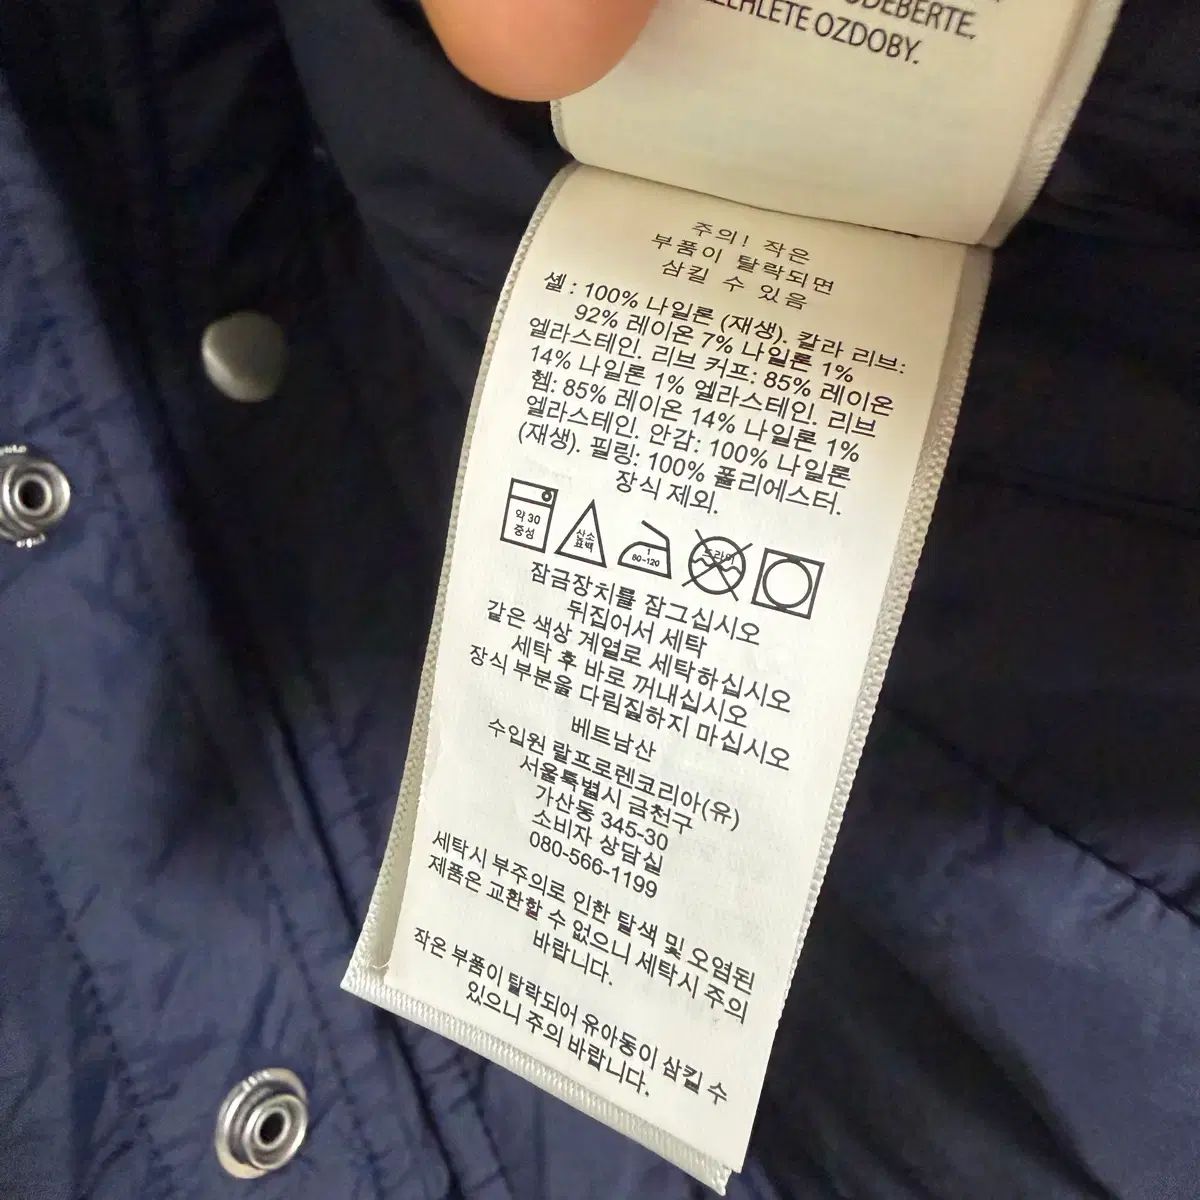 ODEBERTE,
OZDOBY.
주의! 작은
부품이 탈락되면
삼킬 수 있음
셸 : 100% 나일론 (재생). 칼라 리브:
92% 레이온 7% 나일론 1%
엘라스테인. 리브 커프: 85% 레이온
14% 나일론 1% 엘라스테인. 리브
헴: 85% 레이온 14% 나일론 1%
엘라스테인. 안감: 100% 나일론
(재생). 필링: 100% 폴리에스터.
장식 제외.
약 30
중성
산소
표백
1
80~120
드라이
잠금장치를 잠그십시오
뒤집어서 세탁
같은 색상 계열로 세탁하십시오
세탁 후 바로 꺼내십시오
장식 부분을 다림질하지 마십시오
베트남산
수입원 랄프로렌코리아(유)
서울특별시 금천구
가산동 345-30
소비자 상담실
080-566-1199
세탁시 부주의로 인한 탈색 및 오염된
제품은 교환할 수 없으니 세탁시 주의
바랍니다.
작은 부품이 탈락되어 유아동이 삼킬 수
있으니 주의 바랍니다.